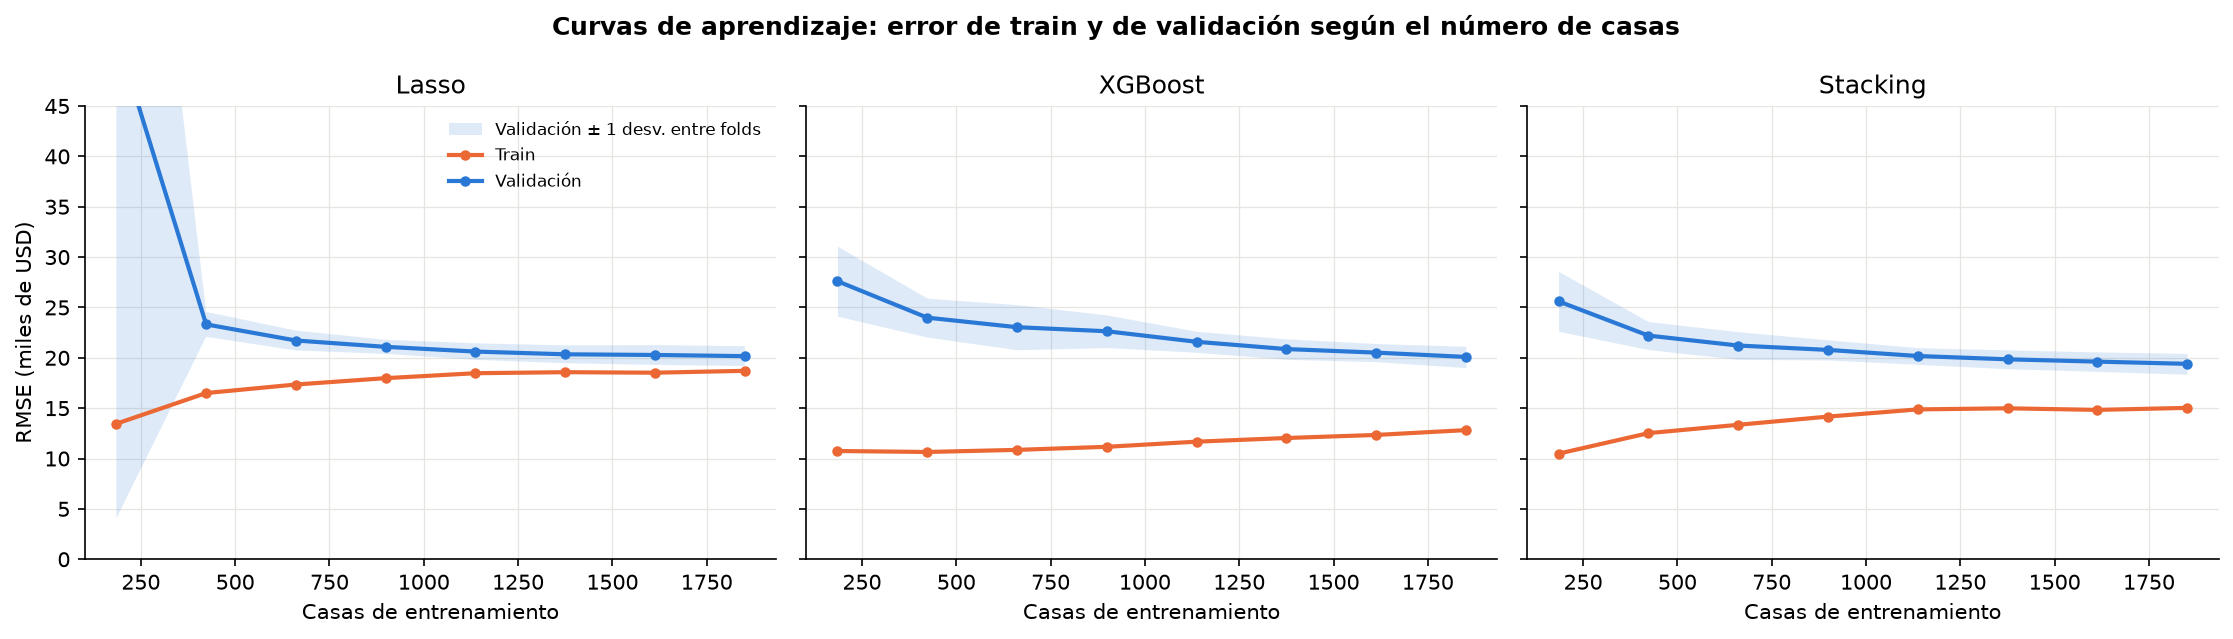 Curvas de aprendizaje: error de train y de validación según el número de casas
Lasso
XGBoost
Stacking
RMSE (miles de USD)
45
40
35
30
25
20
15
10
5
0
Validación ± 1 desv. entre folds
Train
Validación
250 500 750 1000 1250 1500 1750
250 500 750 1000 1250 1500 1750
250 500 750 1000 1250 1500 1750
Casas de entrenamiento
Casas de entrenamiento
Casas de entrenamiento